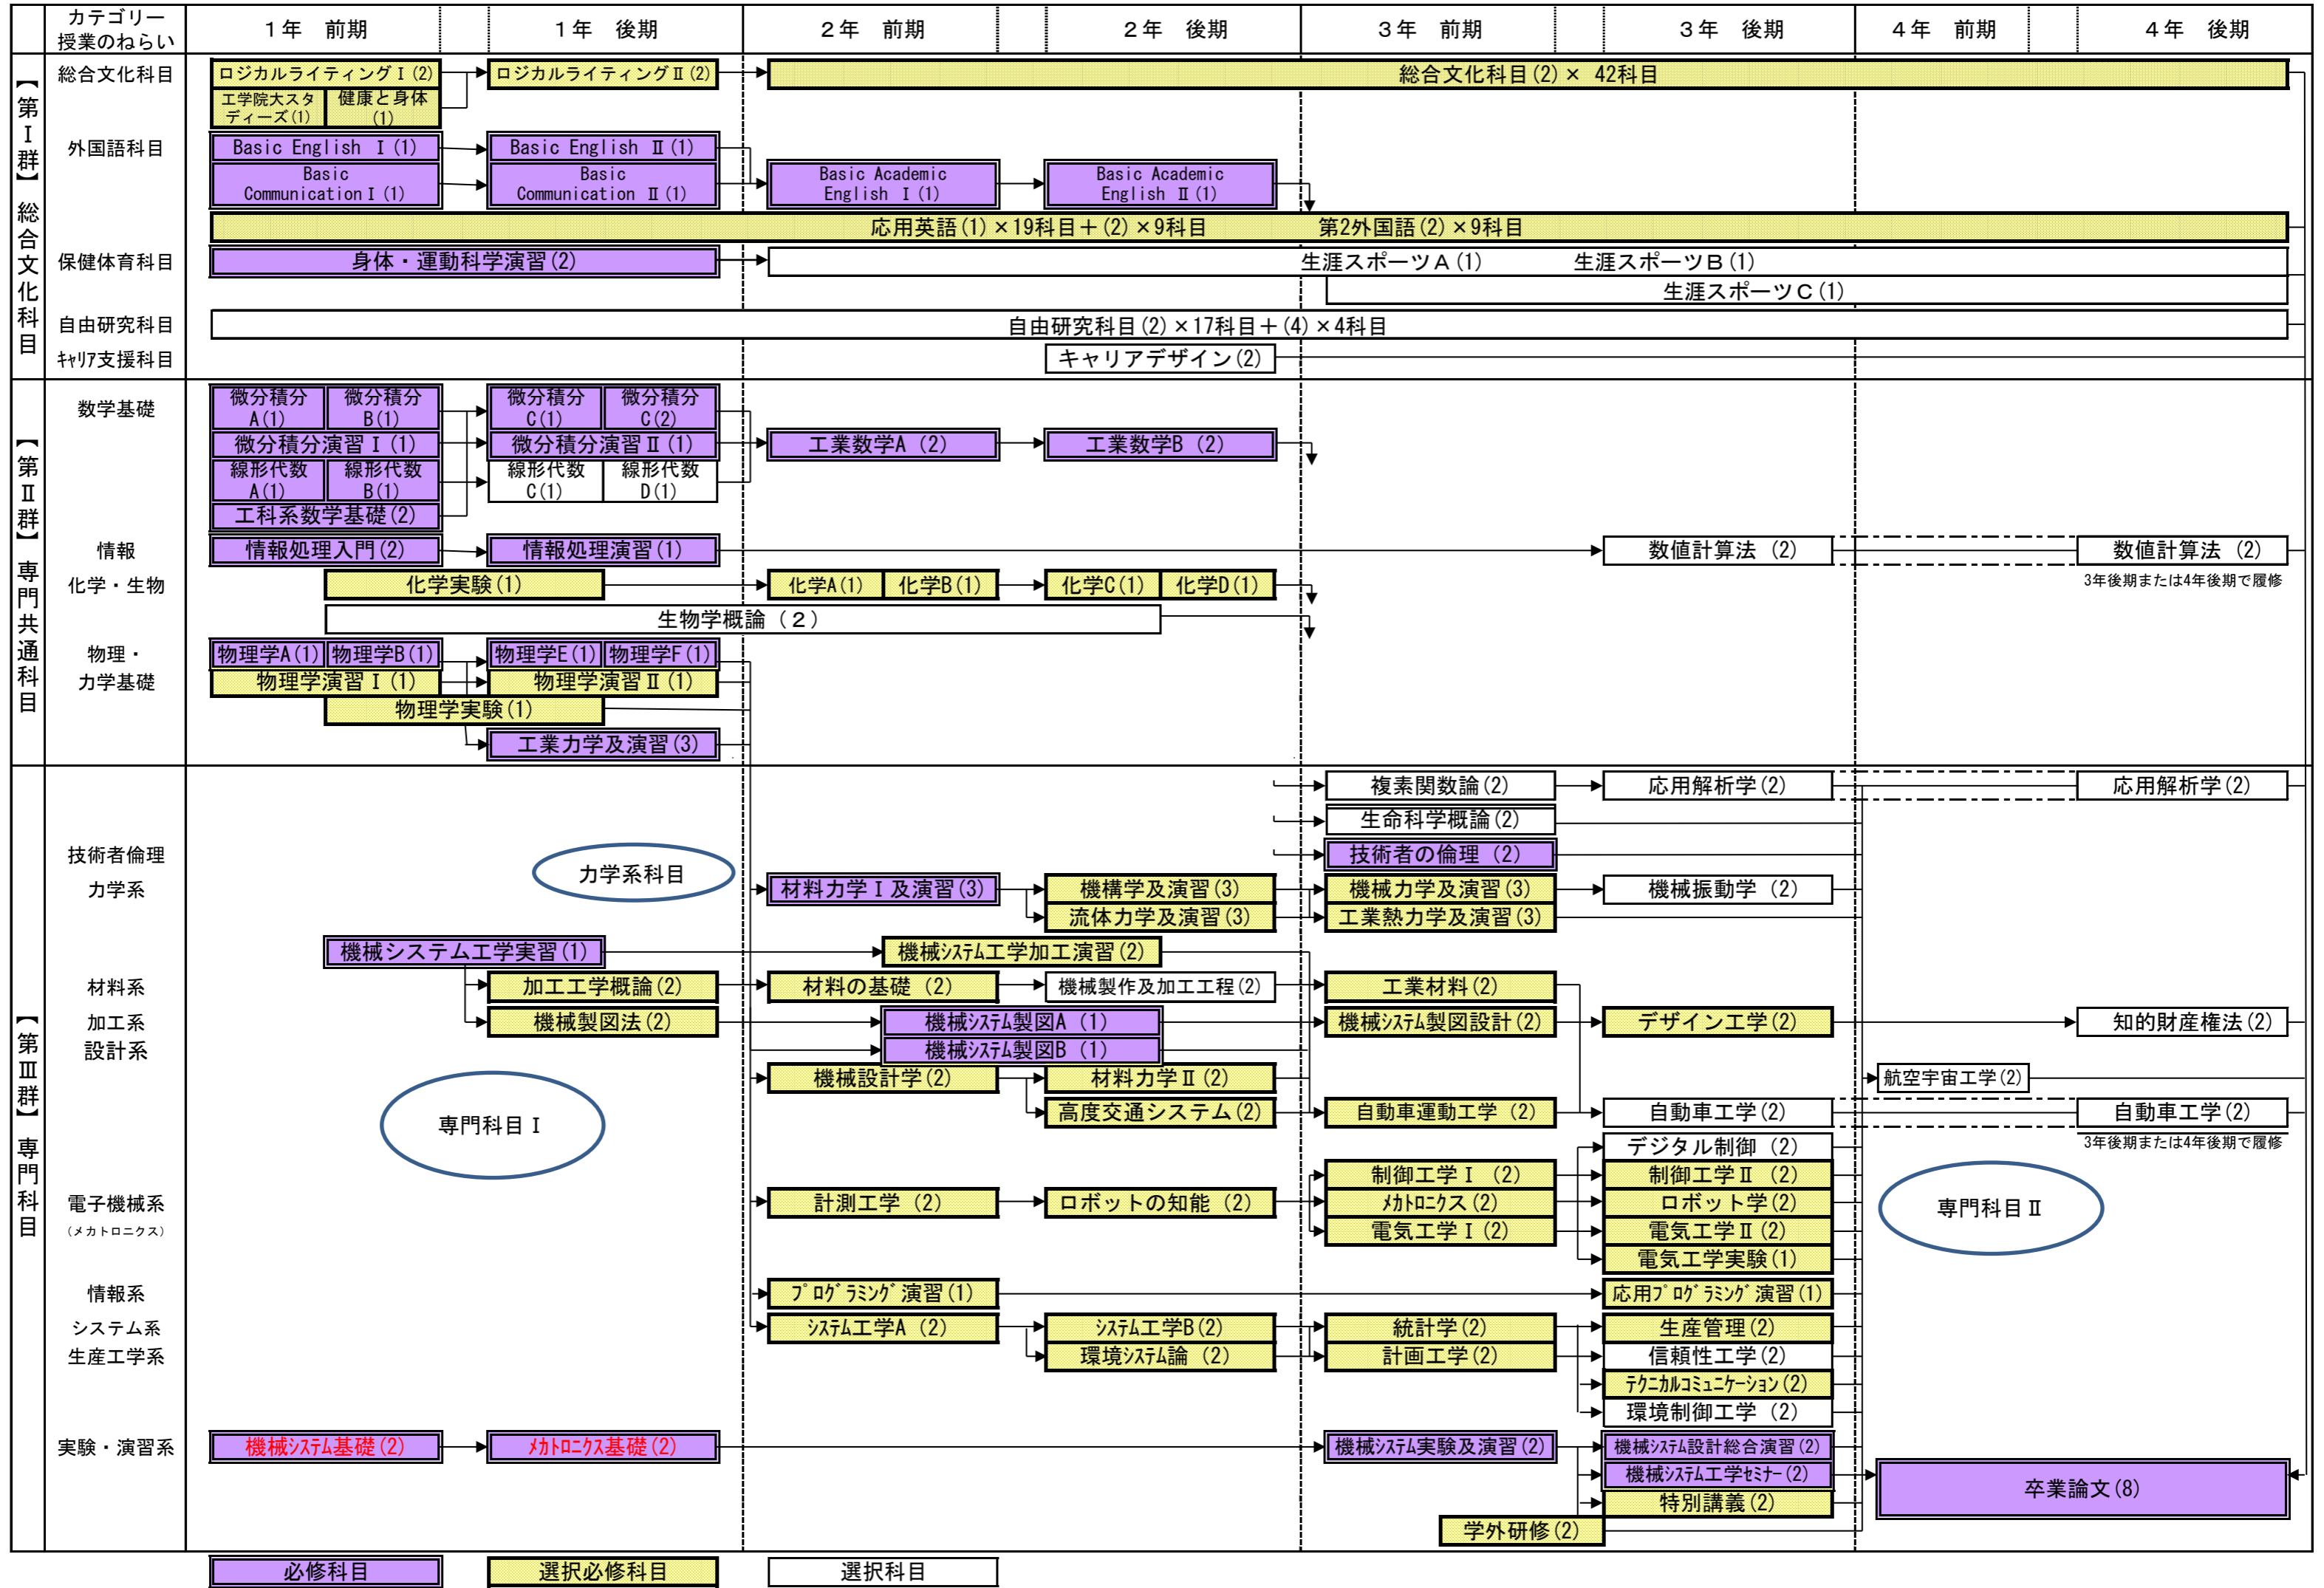 カテゴリー
授業のねらい
1年　前期
1年　後期
2年　前期
2年　後期
3年　前期
3年　後期
4年　前期
4年　後期
【第Ⅰ群】総合文化科目
総合文化科目
ロジカルライティングⅠ(2)
ロジカルライティングⅡ(2)
総合文化科目(2)× 42科目
工学院大スタ
ディーズ(1)
健康と身体
(1)
外国語科目
Basic English Ⅰ(1)
Basic English Ⅱ(1)
Basic
CommunicationⅠ(1)
Basic
Communication Ⅱ(1)
Basic Academic
English Ⅰ(1)
Basic Academic
English Ⅱ(1)
応用英語(1)×19科目＋(2)×9科目　第2外国語(2)×9科目
保健体育科目
身体・運動科学演習(2)
生涯スポーツＡ(1)　生涯スポーツＢ(1)
生涯スポーツＣ(1)
自由研究科目
自由研究科目(2)×17科目＋(4)×4科目
ｷｬﾘｱ支援科目
キャリアデザイン(2)
【第Ⅱ群】専門共通科目
数学基礎
微分積分
A(1)
微分積分
B(1)
微分積分
C(1)
微分積分
C(2)
微分積分演習Ⅰ(1)
微分積分演習Ⅱ(1)
工業数学A（2）
工業数学B（2）
線形代数
A(1)
線形代数
B(1)
線形代数
C(1)
線形代数
D(1)
工科系数学基礎(2)
情報
情報処理入門(2)
情報処理演習(1)
数値計算法（2）
数値計算法（2）
3年後期または4年後期で履修
化学・生物
化学実験(1)
化学A(1)
化学B(1)
化学C(1)
化学D(1)
生物学概論（２）
物理・
力学基礎
物理学A(1)
物理学B(1)
物理学E(1)
物理学F(1)
物理学演習Ⅰ(1)
物理学演習Ⅱ(1)
物理学実験(1)
工業力学及演習(3)
【第Ⅲ群】専門科目
複素関数論(2)
応用解析学(2)
応用解析学(2)
生命科学概論(2)
技術者倫理
技術者の倫理（2）
力学系科目
力学系
材料力学Ⅰ及演習(3)
機構学及演習(3)
機械力学及演習(3)
機械振動学（2）
流体力学及演習(3)
工業熱力学及演習(3)
機械システム工学実習(1)
機械ｼｽﾃﾑ工学加工演習(2)
材料系
加工工学概論(2)
材料の基礎（2）
機械製作及加工工程(2)
工業材料(2)
加工系
機械製図法(2)
機械ｼｽﾃﾑ製図A（1）
機械ｼｽﾃﾑ製図設計(2)
デザイン工学(2)
知的財産権法(2)
設計系
機械ｼｽﾃﾑ製図B（1）
機械設計学(2)
材料力学Ⅱ(2)
航空宇宙工学(2)
専門科目Ⅰ
高度交通システム(2)
自動車運動工学（2）
自動車工学(2)
自動車工学(2)
3年後期または4年後期で履修
デジタル制御（2）
制御工学Ⅰ（2）
制御工学Ⅱ（2）
電子機械系
(メカトロニクス)
計測工学（2）
ロボットの知能（2）
ﾒｶﾄﾛﾆｸｽ(2)
ロボット学(2)
専門科目Ⅱ
電気工学Ⅰ(2)
電気工学Ⅱ(2)
電気工学実験(1)
情報系
ﾌﾟﾛｸﾞﾗﾐﾝｸﾞ演習(1)
応用ﾌﾟﾛｸﾞﾗﾐﾝｸﾞ演習(1)
システム系
ｼｽﾃﾑ工学A（2）
ｼｽﾃﾑ工学B(2)
統計学(2)
生産管理(2)
生産工学系
環境ｼｽﾃﾑ論（2）
計画工学(2)
信頼性工学(2)
ﾃｸﾆｶﾙｺﾐｭﾆｹｰｼｮﾝ(2)
環境制御工学（2）
実験・演習系
機械ｼｽﾃﾑ基礎(2)
ﾒｶﾄﾛﾆｸｽ基礎(2)
機械ｼｽﾃﾑ実験及演習(2)
機械ｼｽﾃﾑ設計総合演習(2)
機械ｼｽﾃﾑ工学ｾﾐﾅｰ(2)
卒業論文(8)
特別講義(2)
学外研修(2)
必修科目
選択必修科目
選択科目